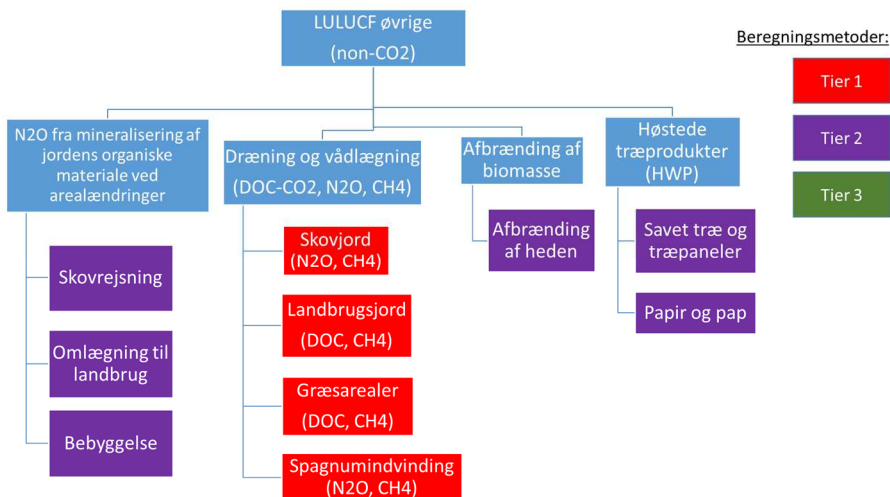 LULUCF øvrige
(non-CO2)
Beregningsmetoder:
Tier 1
Tier 2
Tier 3
N2O fra mineralisering af
jordens organiske
materiale ved
arealændringer
Skovrejsning
Omlægning til
landbrug
Bebyggelse
Dræning og vådlægning
(DOC-CO2, N2O, CH4)
Skovjord
(N2O, CH4)
Landbrugsjord
(DOC, CH4)
Græsarealer
(DOC, CH4)
Spagnumindvinding
(N2O, CH4)
Afbrænding af
biomasse
Afbrænding
af heden
Høstede
træprodukter
(HWP)
Savet træ og
træpaneler
Papir og pap